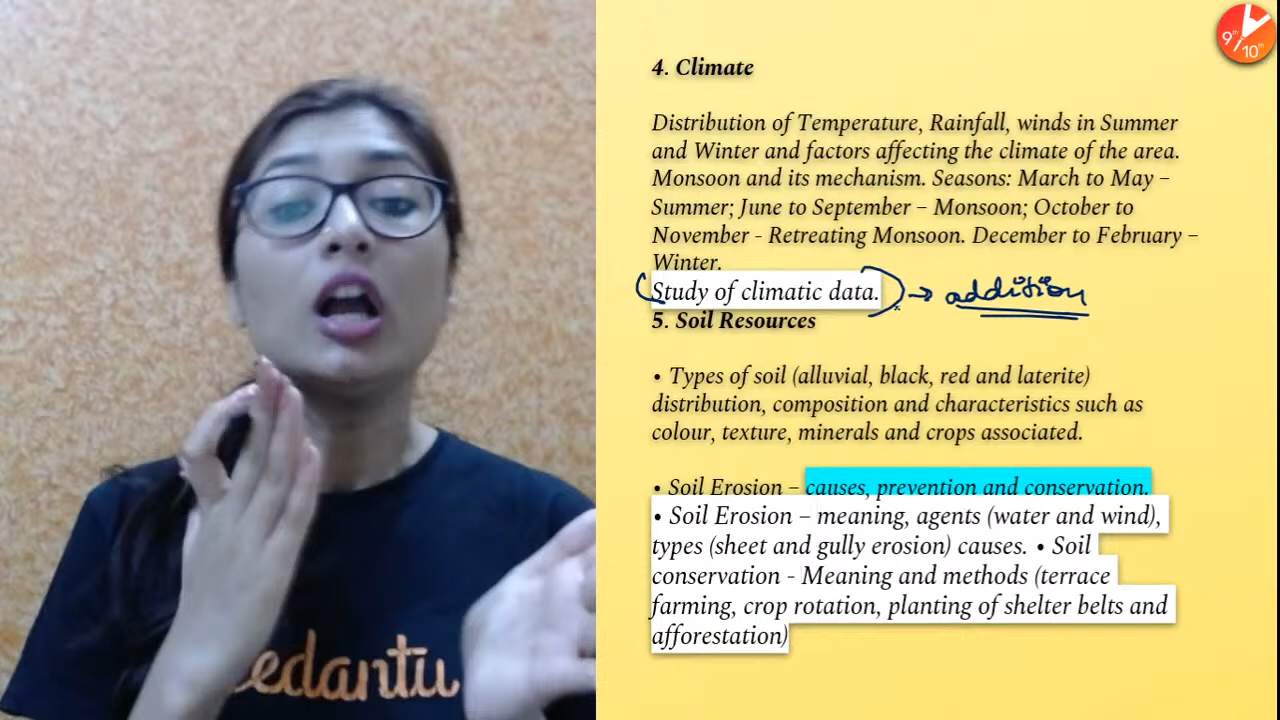 9th/10th
4. Climate
Distribution of Temperature, Rainfall, winds in Summer
and Winter and factors affecting the climate of the area.
Monsoon and its mechanism. Seasons: March to May –
Summer; June to September – Monsoon; October to
November - Retreating Monsoon. December to February –
Winter.
Study of climatic data. → addition
5. Soil Resources
• Types of soil (alluvial, black, red and laterite)
distribution, composition and characteristics such as
colour, texture, minerals and crops associated.
• Soil Erosion – causes, prevention and conservation.
• Soil Erosion – meaning, agents (water and wind),
types (sheet and gully erosion) causes. • Soil
conservation - Meaning and methods (terrace
farming, crop rotation, planting of shelter belts and
afforestation)
edantu